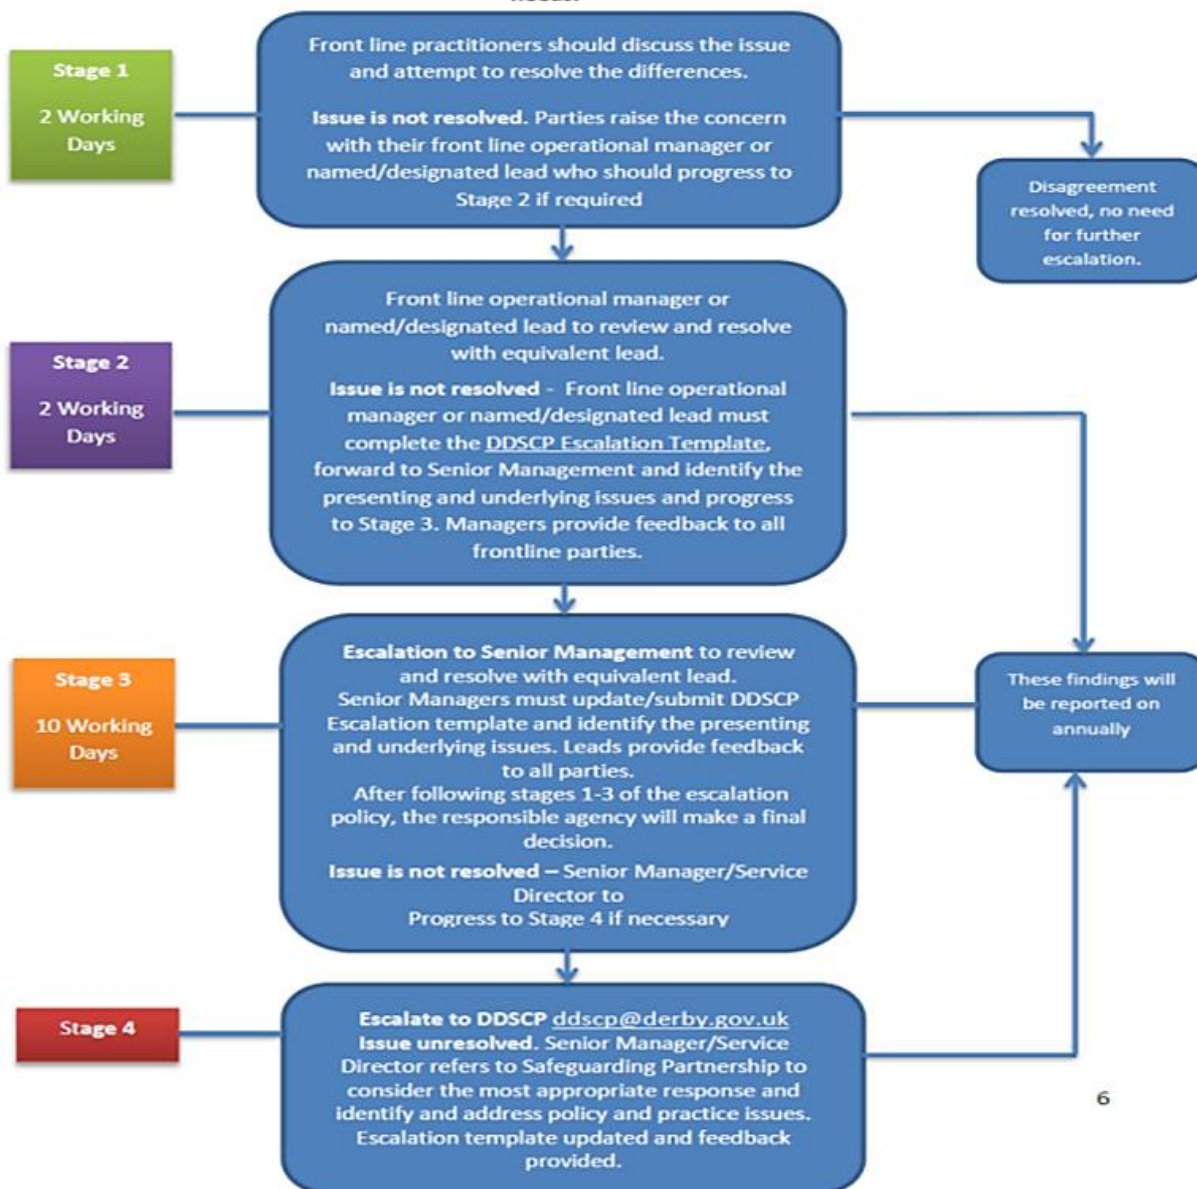 Stage 1
2 Working
Days
Front line practitioners should discuss the issue
and attempt to resolve the differences.
Issue is not resolved. Parties raise the concern
with their front line operational manager or
named/designated lead who should progress to
Stage 2 if required
Disagreement
resolved, no need
for further
escalation.
Stage 2
2 Working
Days
Front line operational manager or
named/designated lead to review and resolve
with equivalent lead.
Issue is not resolved - Front line operational
manager or named/designated lead must
complete the DDSCP Escalation Template,
forward to Senior Management and identify the
presenting and underlying issues and progress
to Stage 3. Managers provide feedback to all
frontline parties.
Stage 3
10 Working
Days
Escalation to Senior Management to review
and resolve with equivalent lead.
Senior Managers must update/submit DDSCP
Escalation template and identify the presenting
and underlying issues. Leads provide feedback
to all parties.
After following stages 1-3 of the escalation
policy, the responsible agency will make a final
decision.
Issue is not resolved – Senior Manager/Service
Director to
Progress to Stage 4 if necessary
These findings will
be reported on
annually
Stage 4
Escalate to DDSCP ddscp@derby.gov.uk
Issue unresolved. Senior Manager/Service
Director refers to Safeguarding Partnership to
consider the most appropriate response and
identify and address policy and practice issues.
Escalation template updated and feedback
provided.
6